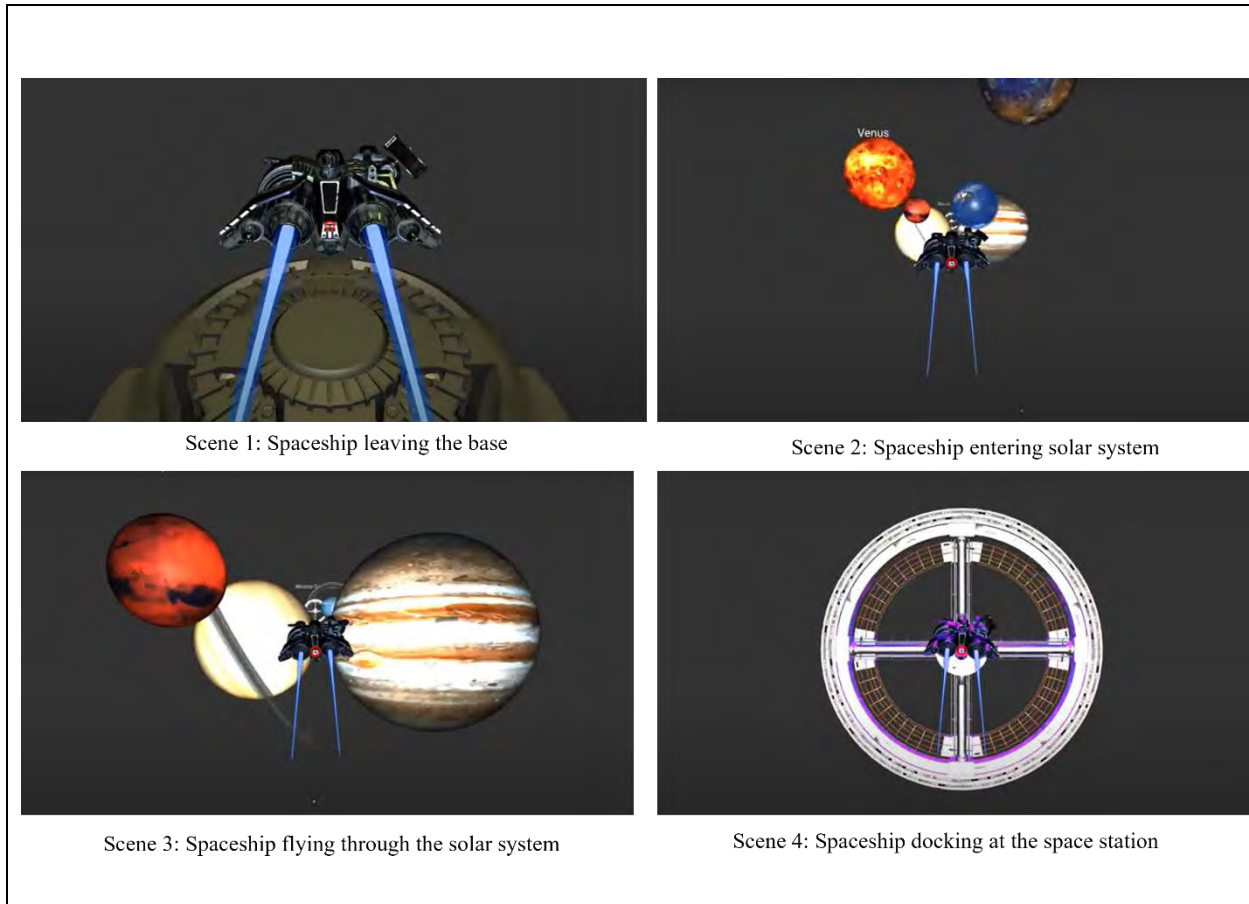 Venus
Scene 1: Spaceship leaving the base
Scene 2: Spaceship entering solar system
Scene 3: Spaceship flying through the solar system
Scene 4: Spaceship docking at the space station